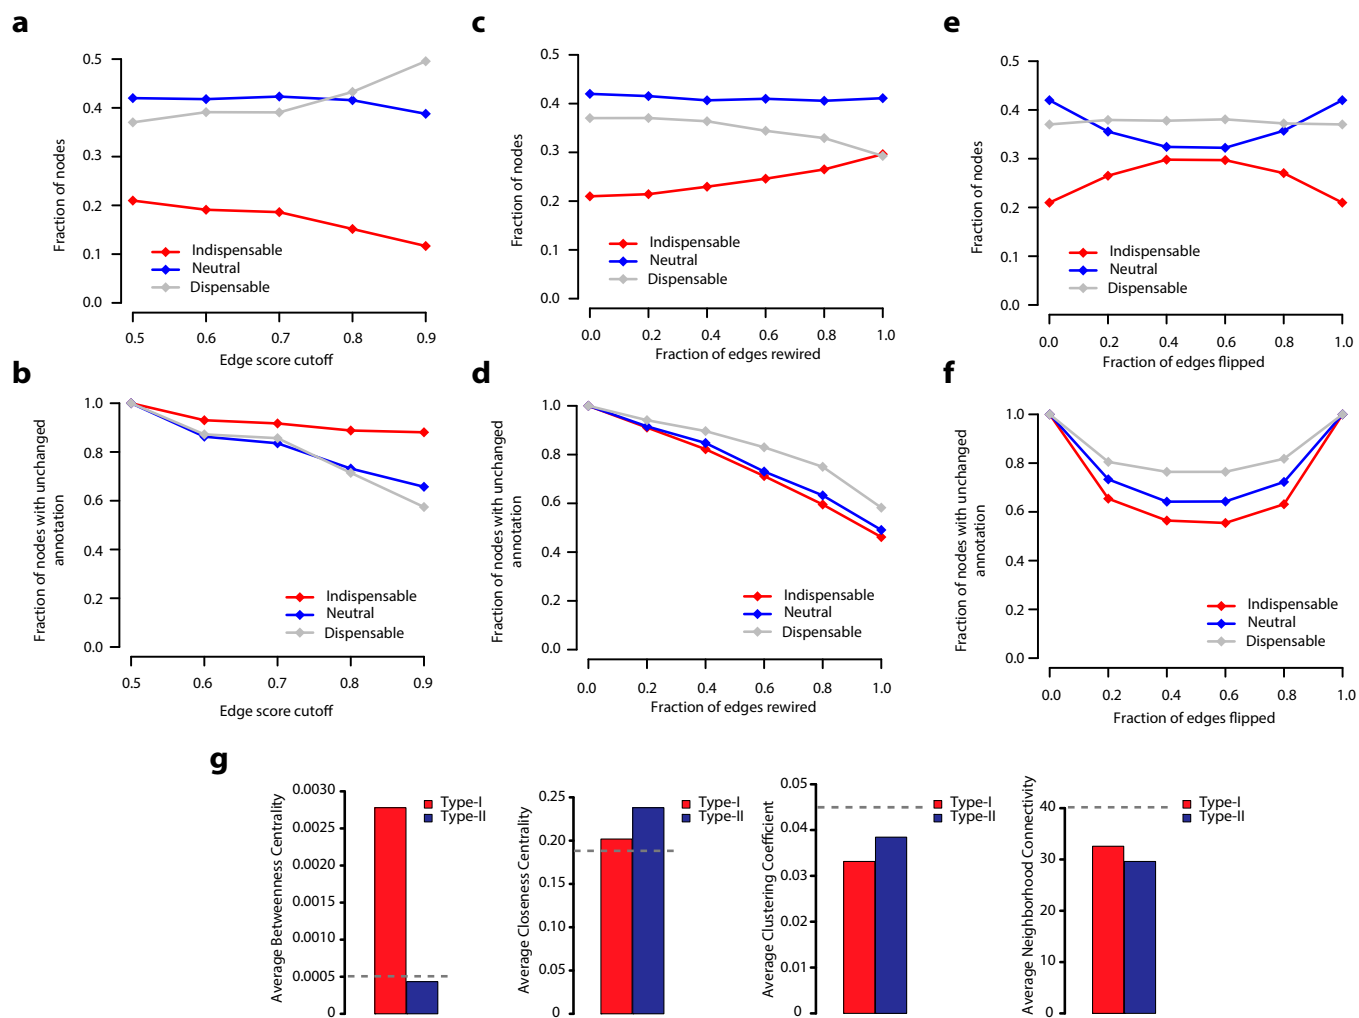 a
0.5
0.4
0.3
0.2
0.1
0.0
Fraction of nodes
Indispensable
Neutral
Dispensable
0.5 0.6 0.7 0.8 0.9
Edge score cutoff
c
0.5
0.4
0.3
0.2
0.1
0.0
Fraction of nodes
Indispensable
Neutral
Dispensable
0.0 0.2 0.4 0.6 0.8 1.0
Fraction of edges rewired
e
0.5
0.4
0.3
0.2
0.1
0.0
Fraction of nodes
Indispensable
Neutral
Dispensable
0.0 0.2 0.4 0.6 0.8 1.0
Fraction of edges flipped
b
1.0
0.8
0.6
0.4
0.2
0.0
Fraction of nodes with unchanged
annotation
Indispensable
Neutral
Dispensable
0.5 0.6 0.7 0.8 0.9
Edge score cutoff
d
1.0
0.8
0.6
0.4
0.2
0.0
Fraction of nodes with unchanged
annotation
Indispensable
Neutral
Dispensable
0.0 0.2 0.4 0.6 0.8 1.0
Fraction of edges rewired
f
1.0
0.8
0.6
0.4
0.2
0.0
Fraction of nodes with unchanged
annotation
Indispensable
Neutral
Dispensable
0.0 0.2 0.4 0.6 0.8 1.0
Fraction of edges flipped
g
0.0030
0.0025
0.0020
0.0015
0.0010
0.0005
0
Average Betweenness Centrality
Type-I
Type-II
0.25
0.20
0.15
0.10
0.05
0
Average Closeness Centrality
Type-I
Type-II
0.05
0.04
0.03
0.02
0.01
0
Average Clustering Coefficient
Type-I
Type-II
40
30
20
10
0
Average Neighborhood Connectivity
Type-I
Type-II